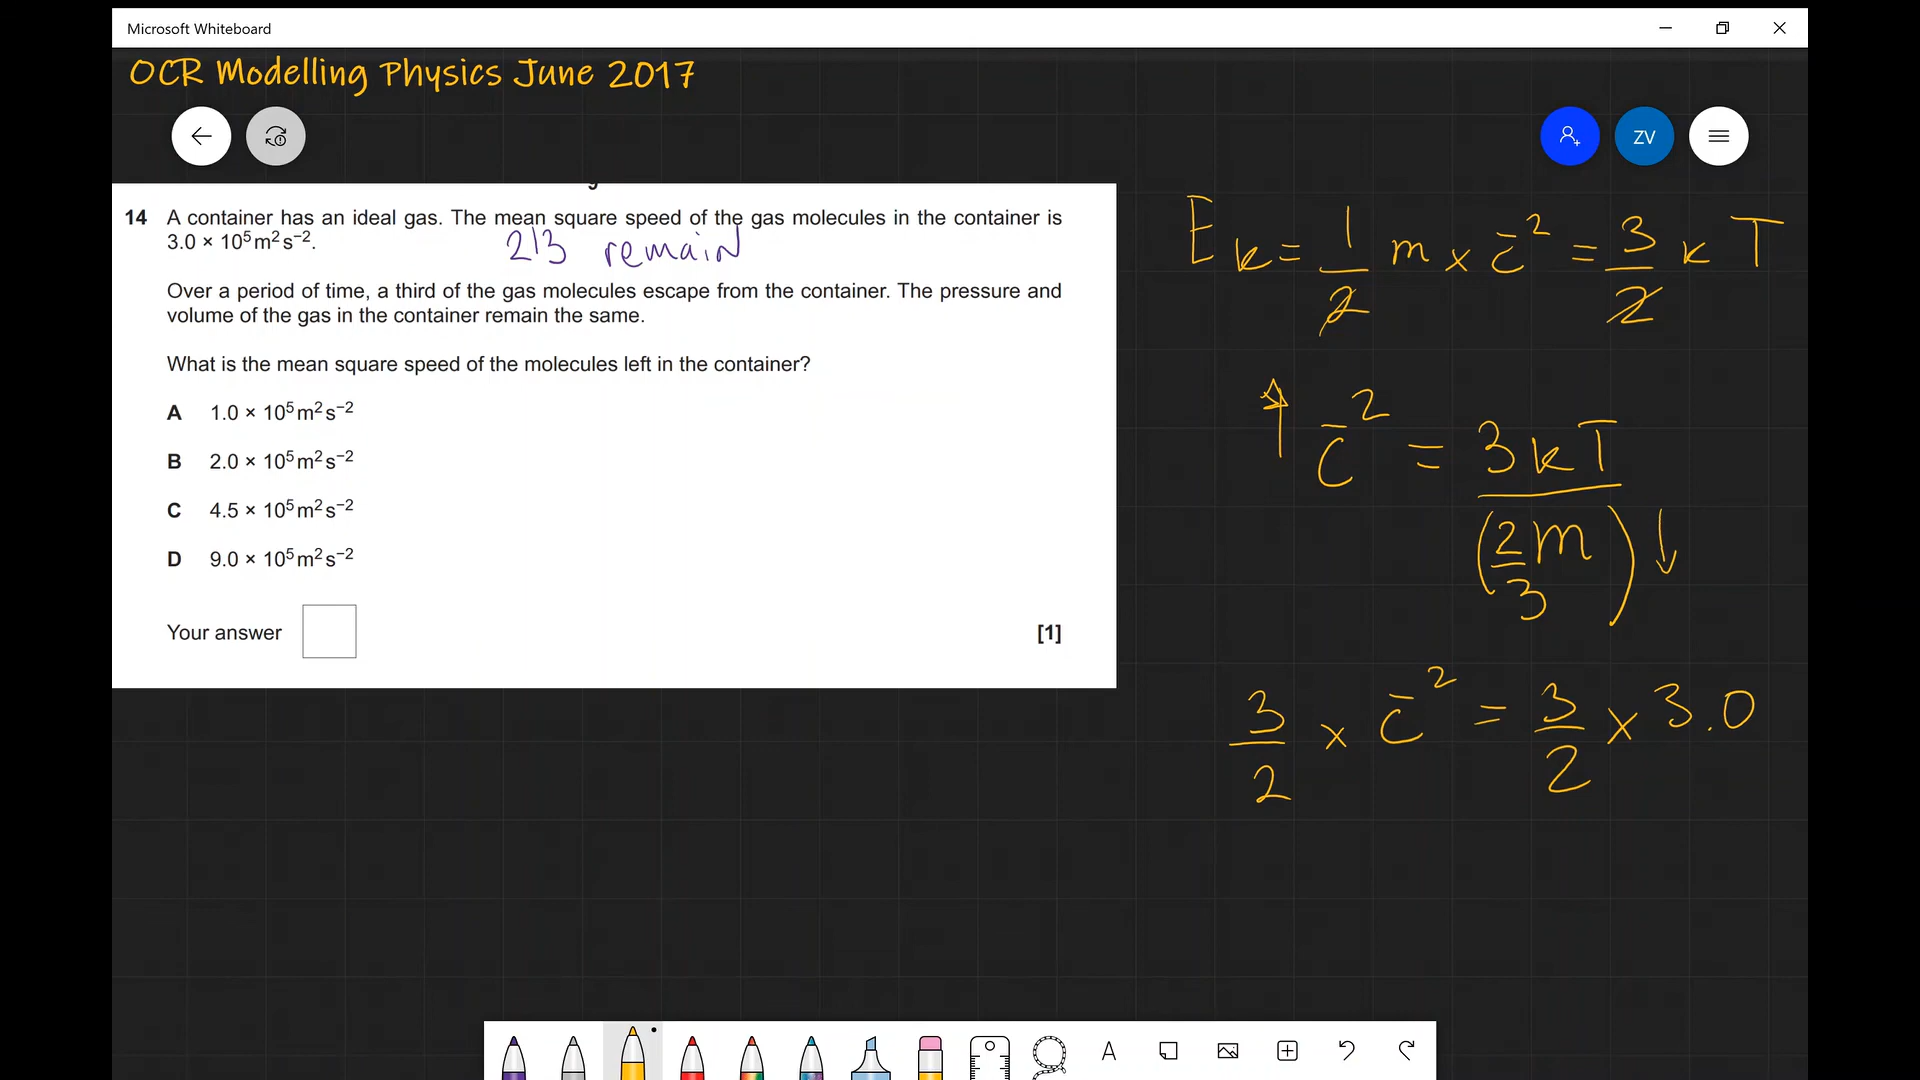 Microsoft Whiteboard
OCR Modelling Physics June 2017
ZV
14 A container has an ideal gas. The mean square speed of the gas molecules in the container is
3.0 × 10⁵ m² s⁻².
2/3 remain
Over a period of time, a third of the gas molecules escape from the container. The pressure and
volume of the gas in the container remain the same.
What is the mean square speed of the molecules left in the container?
A 1.0 × 10⁵ m² s⁻²
B 2.0 × 10⁵ m² s⁻²
C 4.5 × 10⁵ m² s⁻²
D 9.0 × 10⁵ m² s⁻²
Your answer [1]
Eₖ = 1/2 m × c̄² = 3/2 k T
↑ c̄² = 3kT / (2/3 m) ↓
3/2 × c̄² = 3/2 × 3.0
A